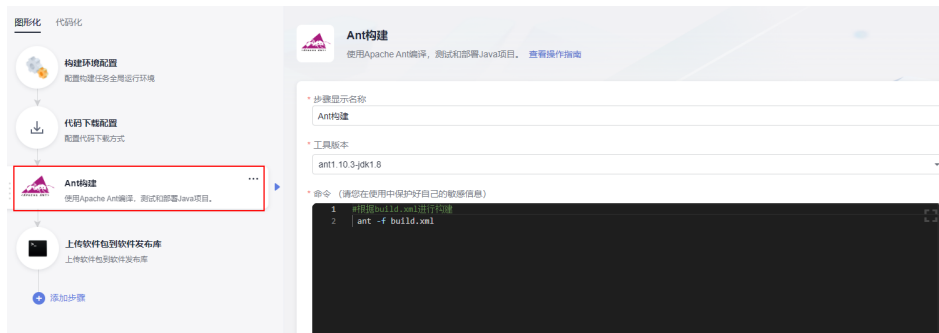 图形化 代码化
构建环境配置
配置构建任务全局运行环境
代码下载配置
配置代码下载方式
Ant构建
使用Apache Ant编译，测试和部署Java项目。
上传软件包到软件发布库
上传软件包到软件发布库
添加步骤
Ant构建
使用Apache Ant编译，测试和部署Java项目。 查看操作指南
* 步骤显示名称
Ant构建
* 工具版本
ant1.10.3-jdk1.8
* 命令 （请您在使用中保护好自己的敏感信息）
1 #根据build.xml进行构建
2 ant -f build.xml